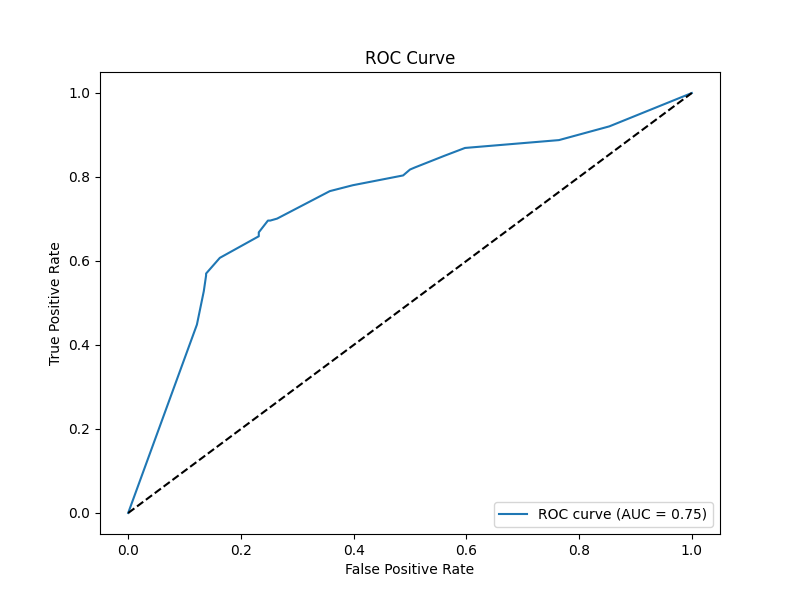 ROC Curve
1.0
0.8
0.6
0.4
0.2
0.0
True Positive Rate
ROC curve (AUC = 0.75)
0.0 0.2 0.4 0.6 0.8 1.0
False Positive Rate